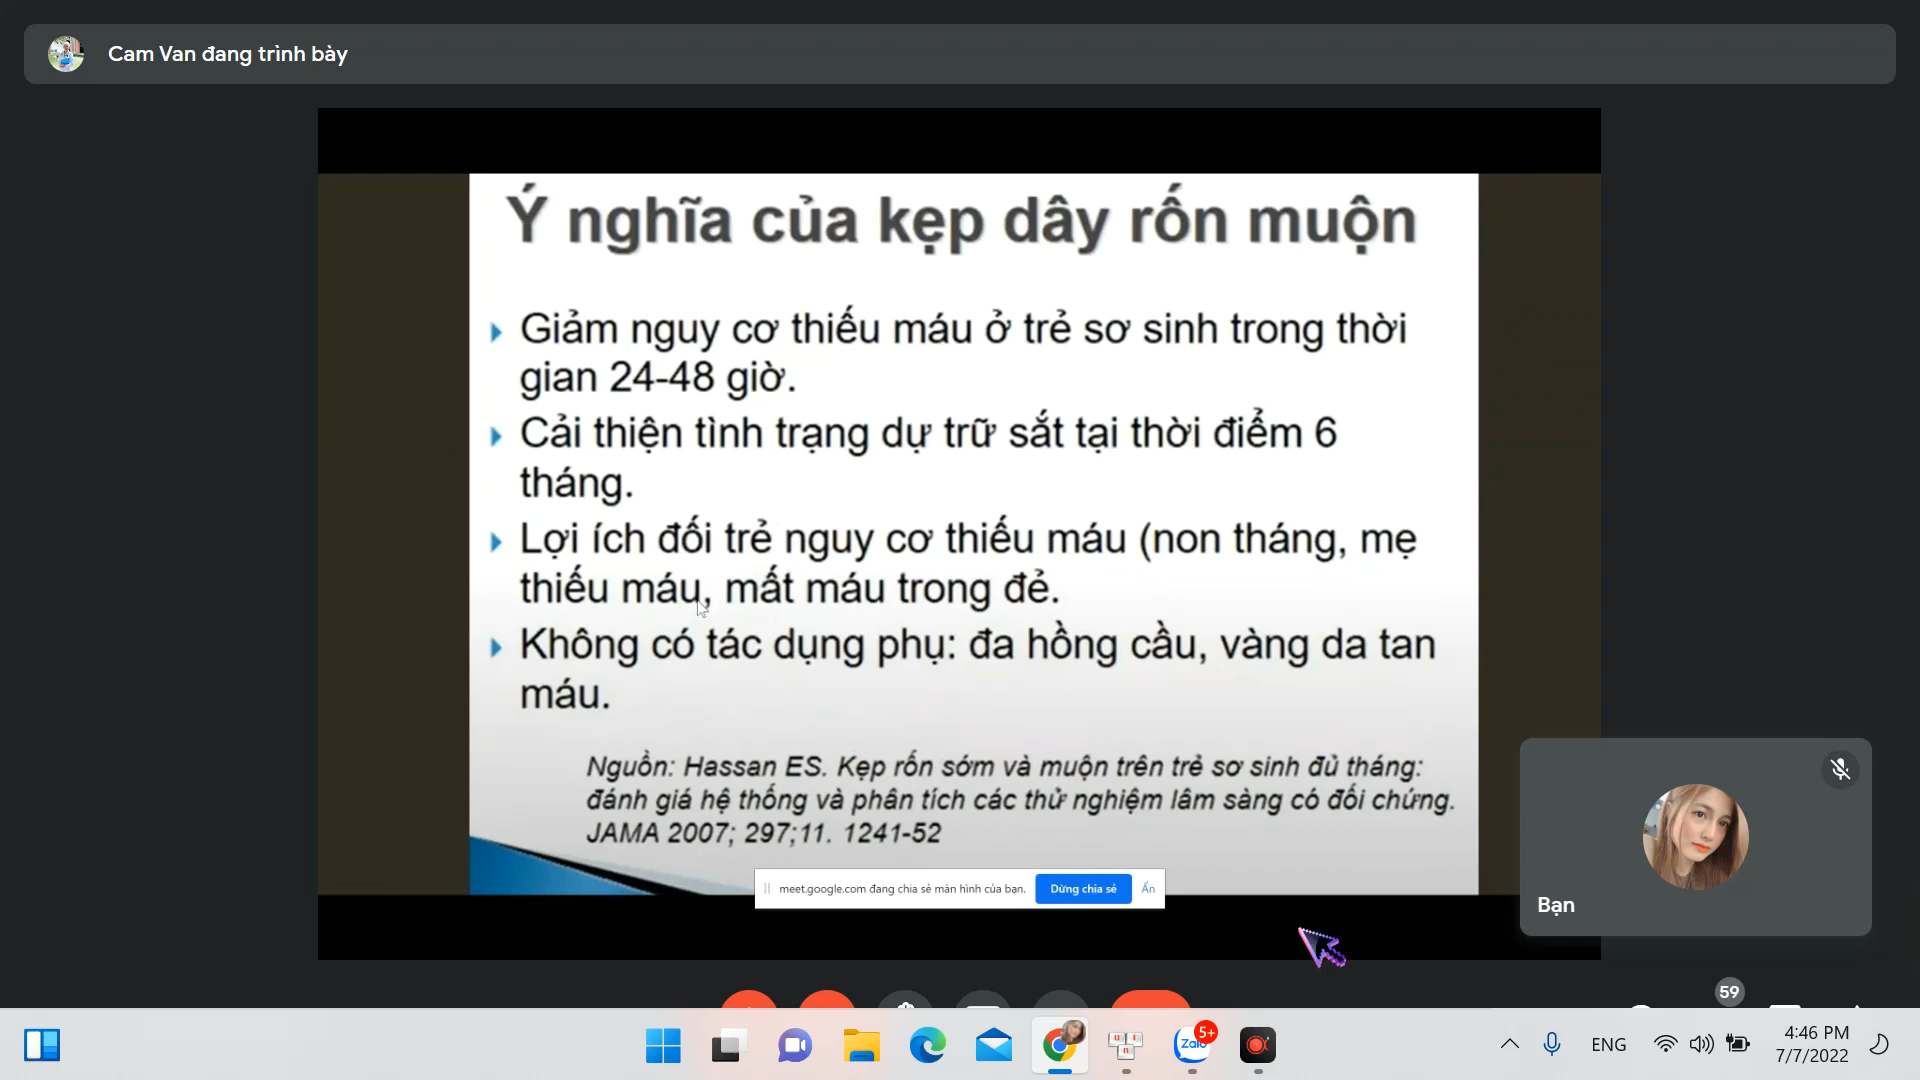 Cam Van đang trình bày
Ý nghĩa của kẹp dây rốn muộn
Giảm nguy cơ thiếu máu ở trẻ sơ sinh trong thời
gian 24-48 giờ.
Cải thiện tình trạng dự trữ sắt tại thời điểm 6
tháng.
Lợi ích đối trẻ nguy cơ thiếu máu (non tháng, mẹ
thiếu máu, mất máu trong đẻ.
Không có tác dụng phụ: đa hồng cầu, vàng da tan
máu.
Nguồn: Hassan ES. Kẹp rốn sớm và muộn trên trẻ sơ sinh đủ tháng:
đánh giá hệ thống và phân tích các thử nghiệm lâm sàng có đối chứng.
JAMA 2007; 297;11. 1241-52
meet.google.com đang chia sẻ màn hình của bạn.
Dừng chia sẻ
Ẩn
Bạn
59
Zalo
5+
ENG
4:46 PM
7/7/2022